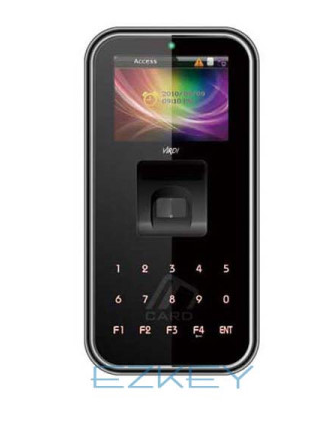 Access
ViRDI
1 2 3 4 5
6 7 8 9 0
CARD
F1 F2 F3 F4 ENT
EZKEY